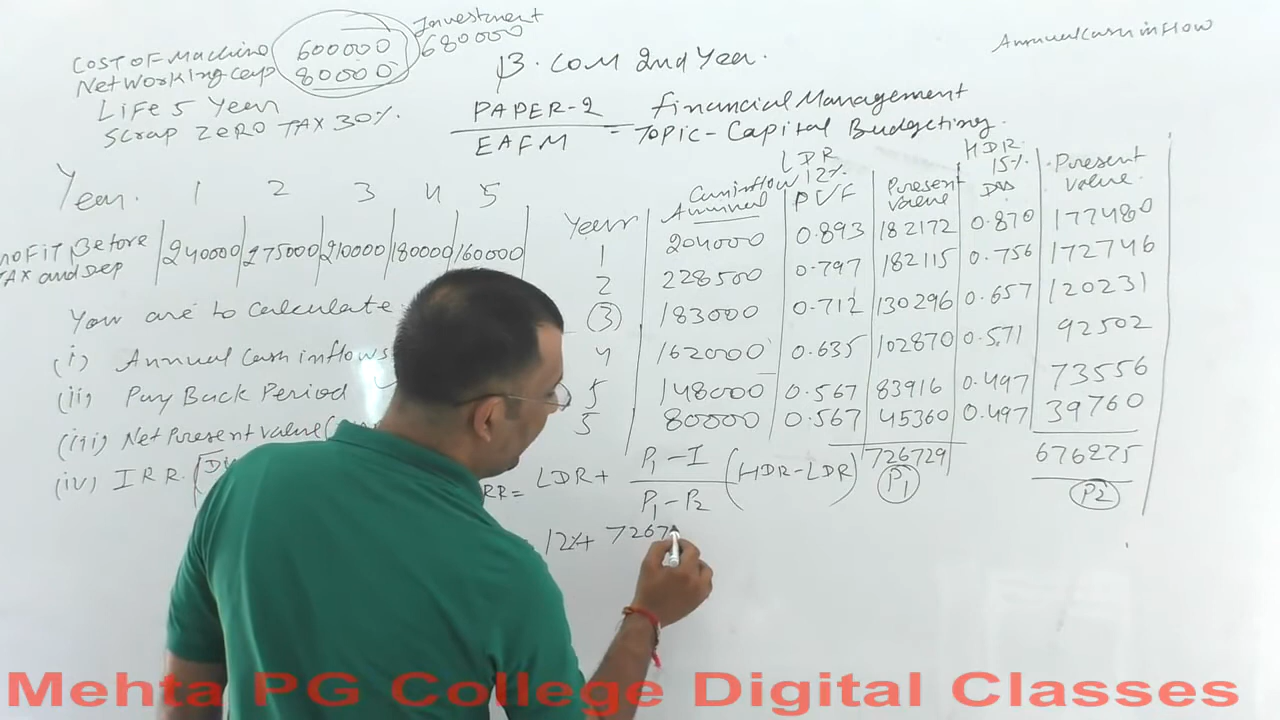 COST OF Machine 600000 Investment
Net Working cap 80000 680000
Life 5 Year
Scrap ZERO TAX 30%
Annual Cash inflow
B. COM 2nd Year.
PAPER-2 Financial Management
EAFM = Topic- Capital Budgeting.
Year. 1 2 3 4 5
Profit Before 240000 275000 210000 180000 160000
TAX and Dep
You are to Calculate
(i) Annual Cash inflows
(ii) Pay Back Period
(iii) Net Present Value
(iv) I R R.
LDR HDR
12% 15%
Years Annual P.V.F Present Value Present Value
1 204000 0.893 182172 0.870 177480
2 228500 0.797 182115 0.756 172746
3 183000 0.712 130296 0.657 120231
4 162000 0.635 102870 0.571 92502
5 148000 0.567 83916 0.497 73556
5 80000 0.567 45360 0.497 39760
726729 676275
P1 P2
RR = LDR + P1 - I (HDR-LDR)
P1 - P2
12%+ 7267
Mehta PG College Digital Classes